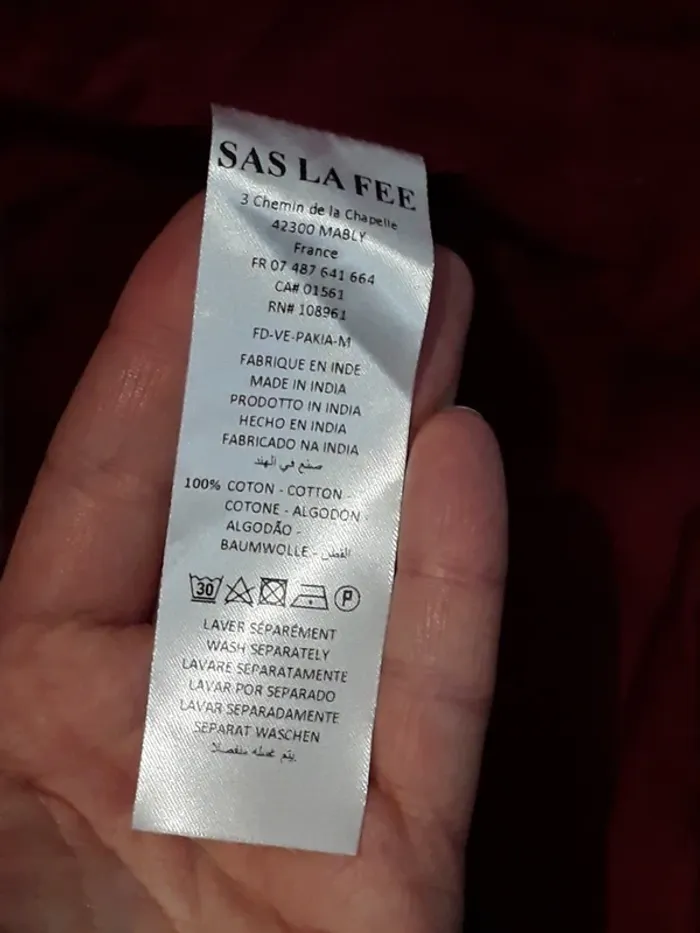 SAS LA FEE
3 Chemin de la Chapelle
42300 MABLY
France
FR 07 487 641 664
CA# 01561
RN# 108961
FD-VE-PAKIA-M
FABRIQUE EN INDE
MADE IN INDIA
PRODOTTO IN INDIA
HECHO EN INDIA
FABRICADO NA INDIA
صنع في الهند
100% COTON - COTTON -
COTONE - ALGODON -
ALGODÃO -
BAUMWOLLE - القطن
30 P
LAVER SÉPARÉMENT
WASH SEPARATELY
LAVARE SEPARATAMENTE
LAVAR POR SEPARADO
LAVAR SEPARADAMENTE
SEPARAT WASCHEN